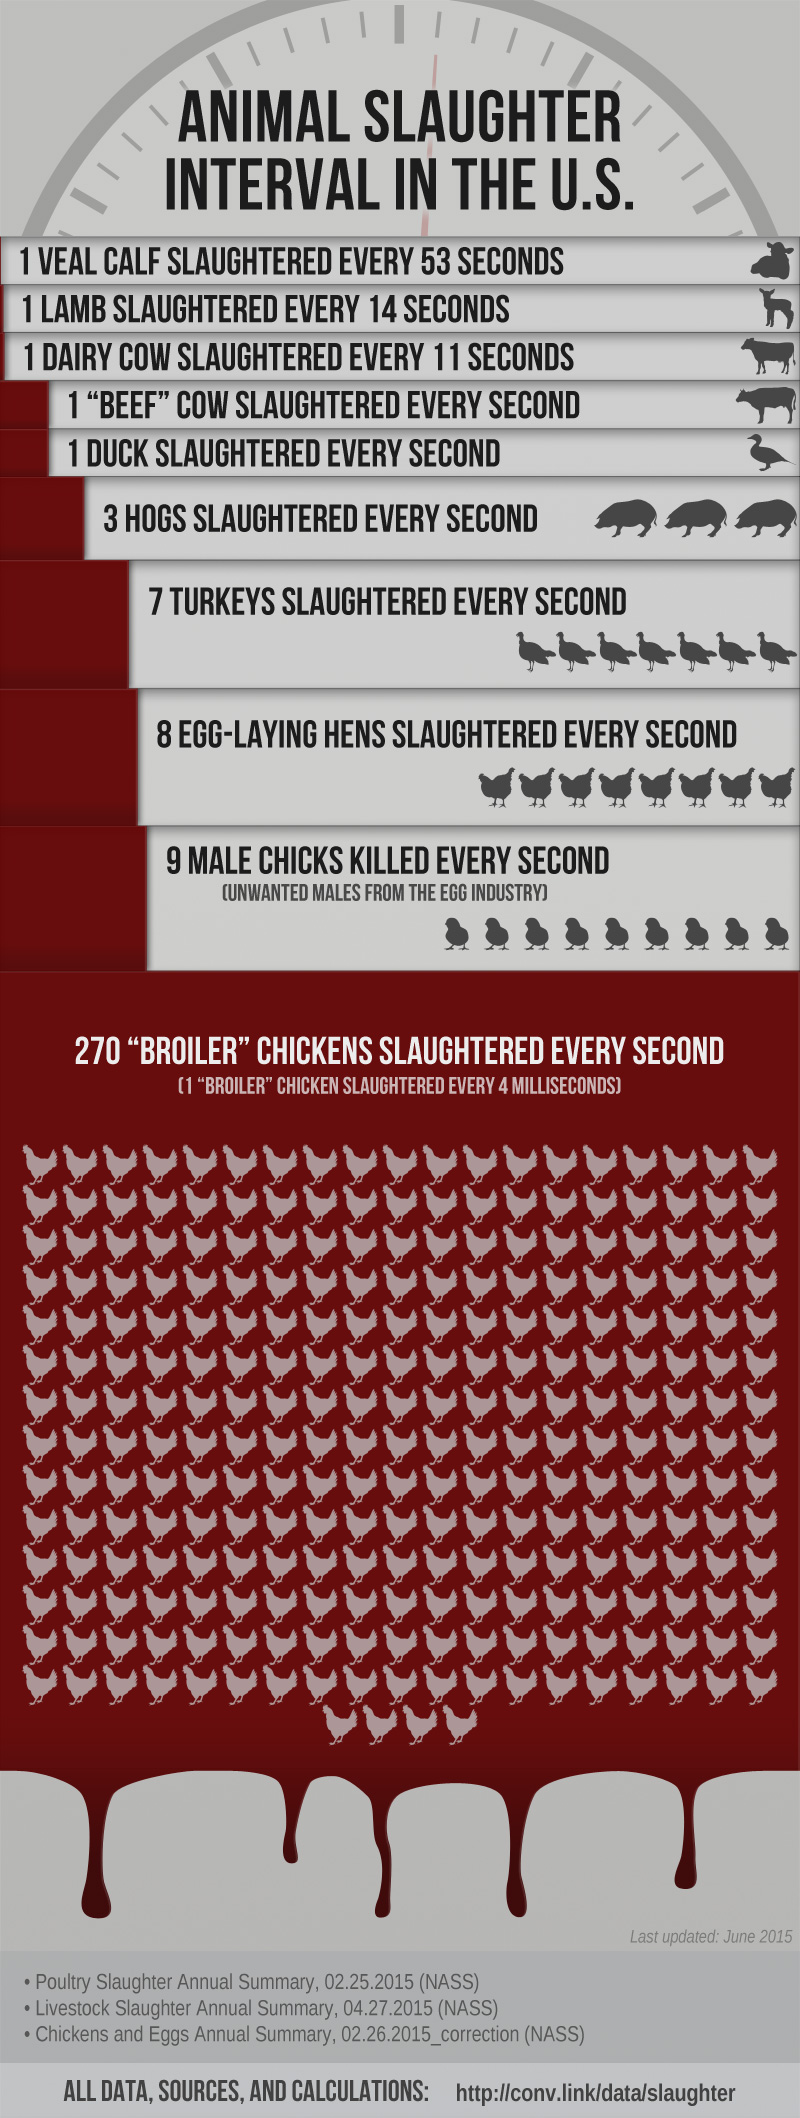 ANIMAL SLAUGHTER
INTERVAL IN THE U.S.
1 VEAL CALF SLAUGHTERED EVERY 53 SECONDS
1 LAMB SLAUGHTERED EVERY 14 SECONDS
1 DAIRY COW SLAUGHTERED EVERY 11 SECONDS
1 “BEEF” COW SLAUGHTERED EVERY SECOND
1 DUCK SLAUGHTERED EVERY SECOND
3 HOGS SLAUGHTERED EVERY SECOND
7 TURKEYS SLAUGHTERED EVERY SECOND
8 EGG-LAYING HENS SLAUGHTERED EVERY SECOND
9 MALE CHICKS KILLED EVERY SECOND
(UNWANTED MALES FROM THE EGG INDUSTRY)
270 “BROILER” CHICKENS SLAUGHTERED EVERY SECOND
(1 “BROILER” CHICKEN SLAUGHTERED EVERY 4 MILLISECONDS)
Last updated: June 2015
• Poultry Slaughter Annual Summary, 02.25.2015 (NASS)
• Livestock Slaughter Annual Summary, 04.27.2015 (NASS)
• Chickens and Eggs Annual Summary, 02.26.2015_correction (NASS)
ALL DATA, SOURCES, AND CALCULATIONS: http://conv.link/data/slaughter